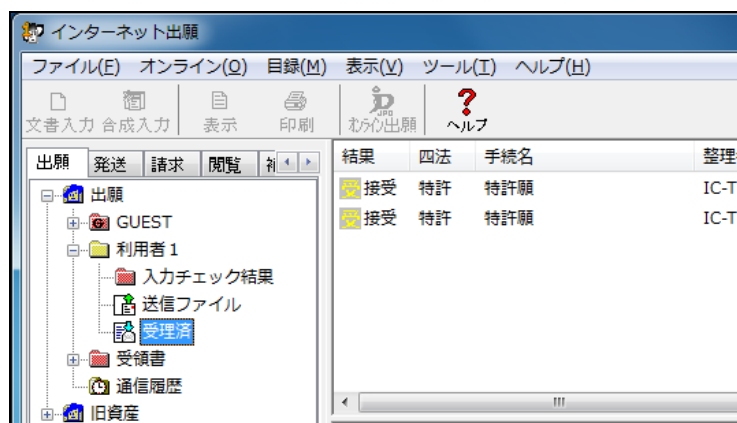 インターネット出願
ファイル(F) オンライン(O) 目録(M) 表示(V) ツール(T) ヘルプ(H)
文書入力 合成入力 表示 印刷 オンライン出願 ヘルプ
出願 発送 請求 閲覧
結果 四法 手続名 整理
受 接受 特許 特許願 IC-T
受 接受 特許 特許願 IC-T
出願
GUEST
利用者1
入力チェック結果
送信ファイル
受理済
受領書
通信履歴
旧資産